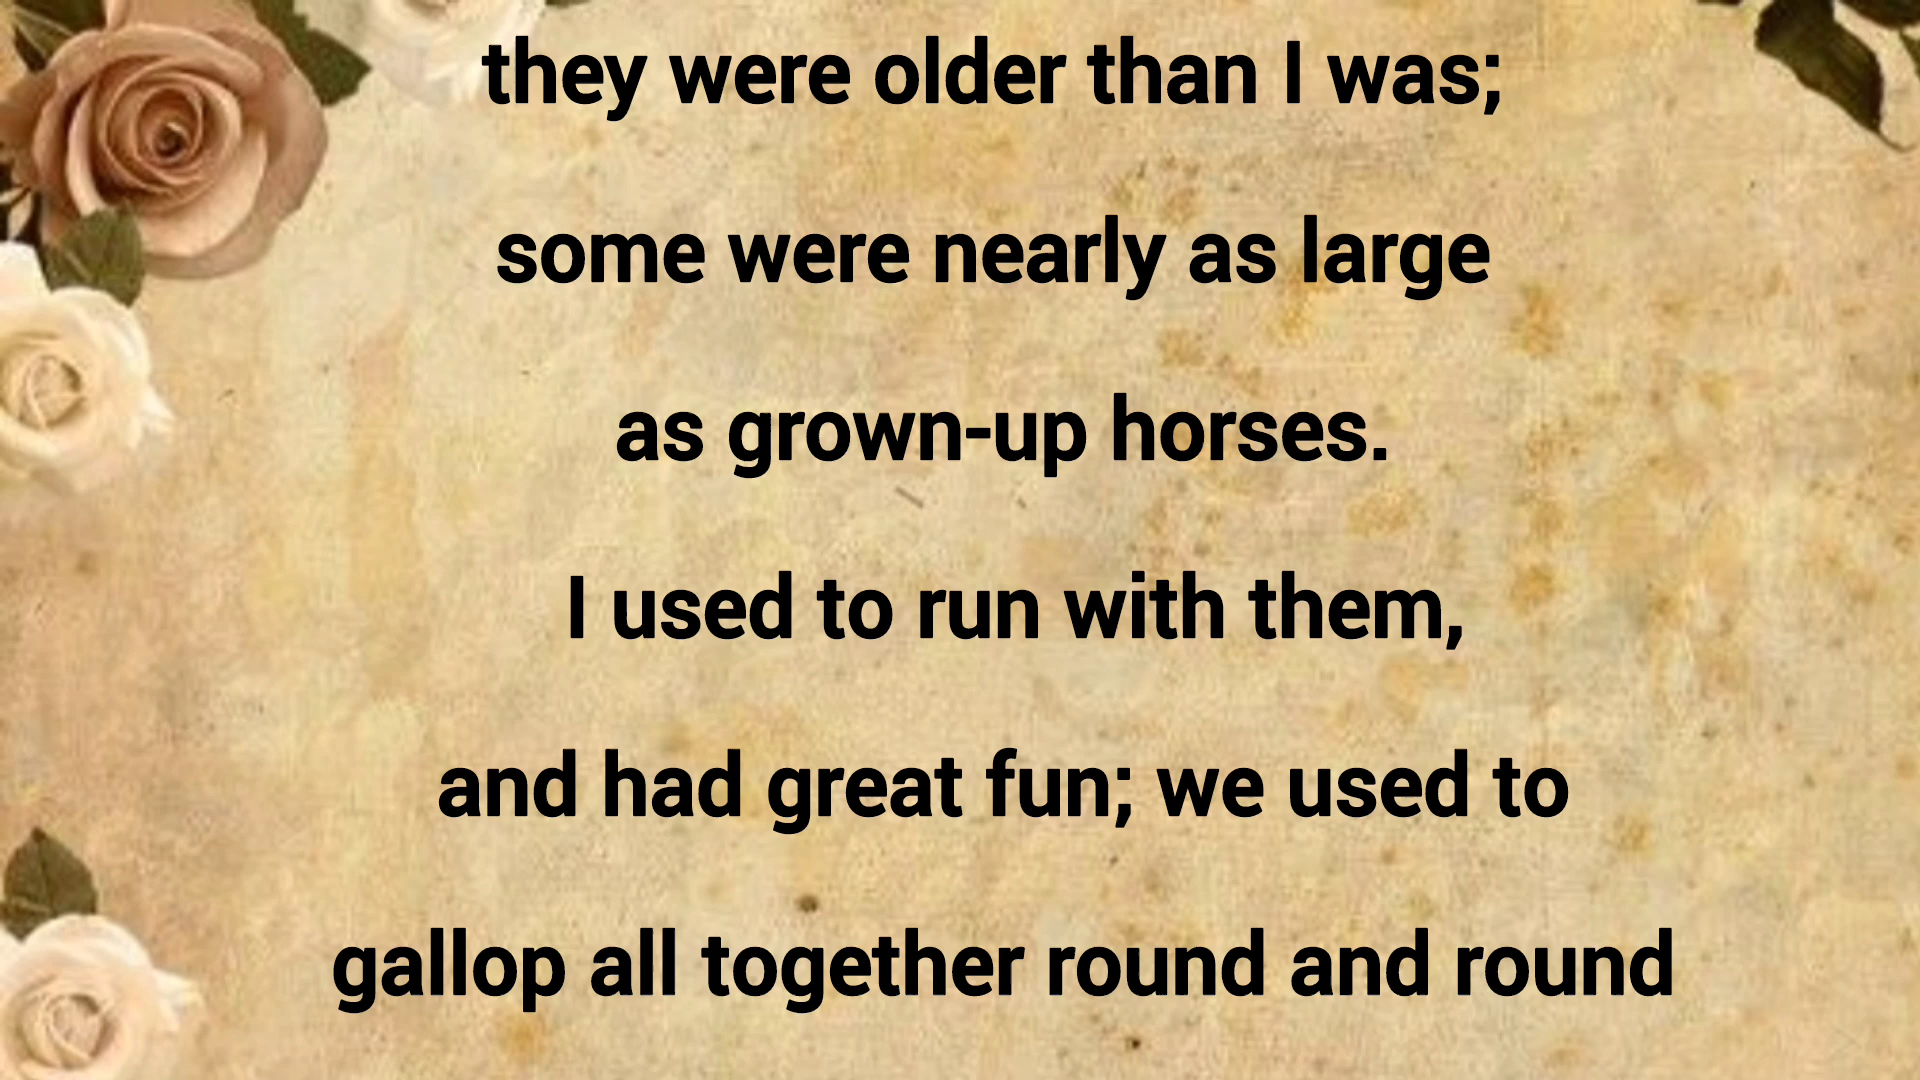 they were older than I was;
some were nearly as large
as grown-up horses.
I used to run with them,
and had great fun; we used to
gallop all together round and round